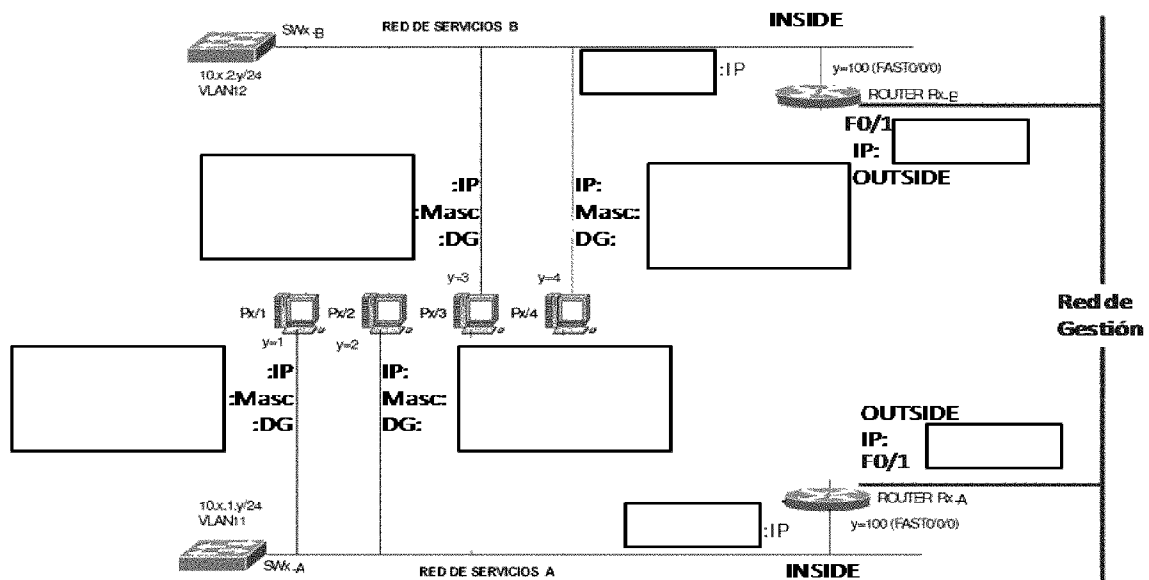 SWx-B
RED DE SERVICIOS B
INSIDE
10.x.2.y/24
VLAN12
:IP
y=100 (FAST0/0/0)
ROUTER Rx-B
F0/1
IP:
OUTSIDE
:IP
:Masc
:DG
IP:
Masc:
DG:
y=3
y=4
Px/1
Px/2
Px/3
Px/4
y=1
y=2
Red de
Gestión
:IP
:Masc
:DG
IP:
Masc:
DG:
OUTSIDE
IP:
F0/1
10.x.1.y/24
VLAN11
:IP
ROUTER Rx-A
y=100 (FAST0/0/0)
SWx-A
RED DE SERVICIOS A
INSIDE